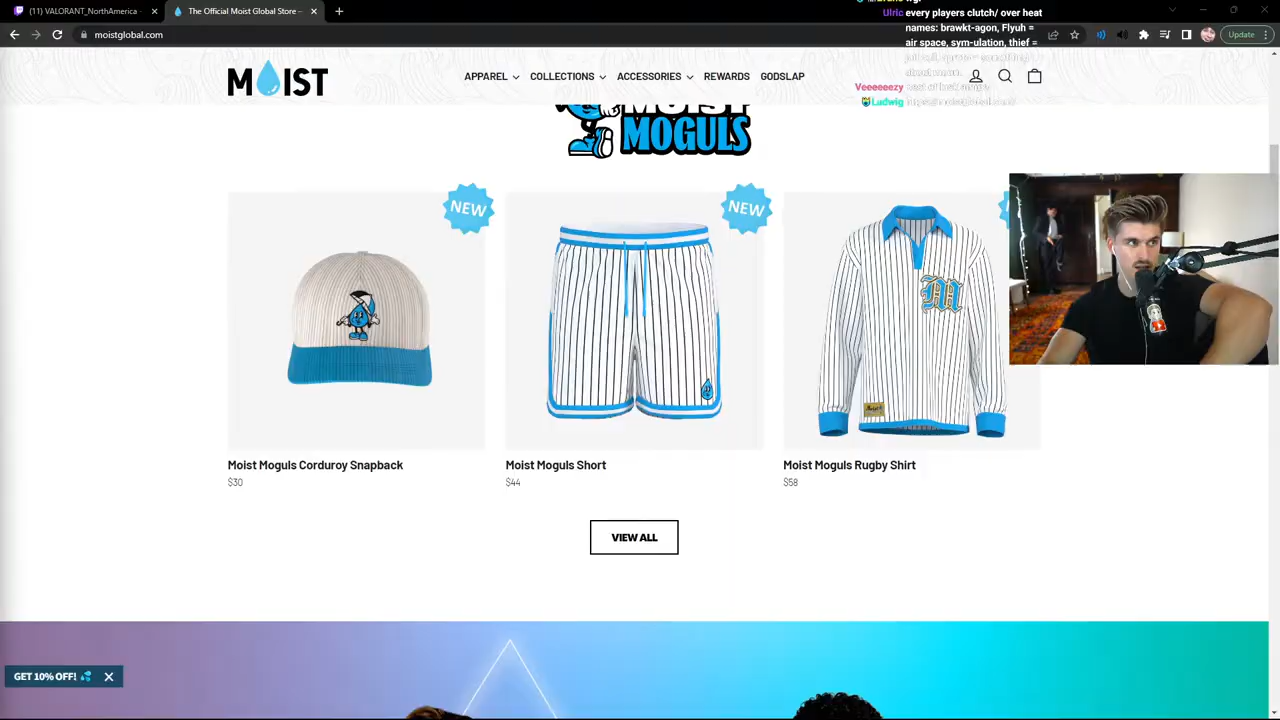 (11) VALORANT_NorthAmerica -
The Official Moist Global Store –
moistglobal.com
Update
Ulric every players clutch/ over heat
names: brawkt-agon, Flyuh =
air space, sym-ulation, thief =
MOIST
APPAREL
COLLECTIONS
ACCESSORIES
REWARDS
GODSLAP
Veeeeeezy
Ludwig
MOIST
MOGULS
NEW
NEW
M
Moist Moguls Corduroy Snapback
$30
Moist Moguls Short
$44
Moist Moguls Rugby Shirt
$58
VIEW ALL
GET 10% OFF!